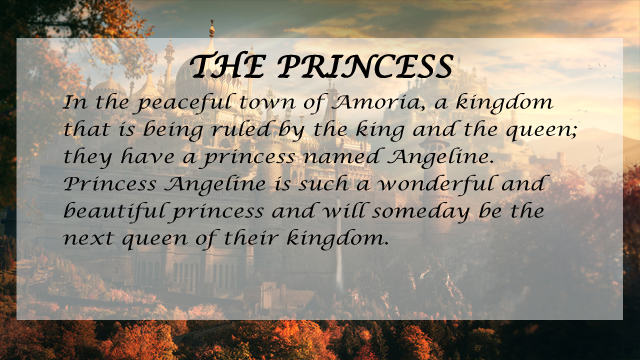 THE PRINCESS
In the peaceful town of Amoria, a kingdom
that is being ruled by the king and the queen;
they have a princess named Angeline.
Princess Angeline is such a wonderful and
beautiful princess and will someday be the
next queen of their kingdom.